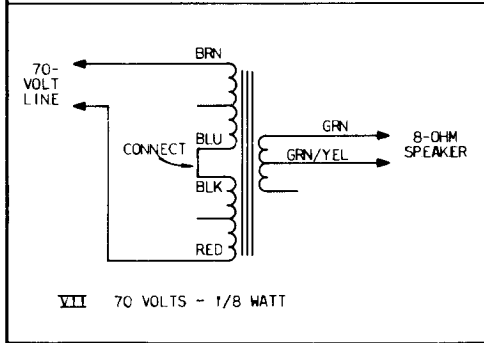 BRN
70-
VOLT
LINE
BLU
CONNECT
BLK
RED
GRN
GRN/YEL
8-OHM
SPEAKER
VII 70 VOLTS - 1/8 WATT